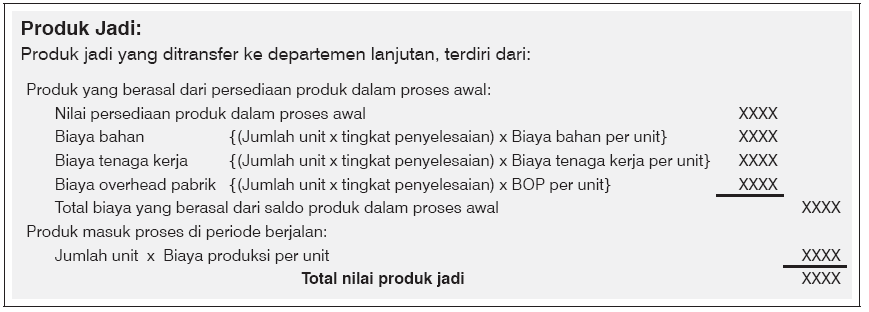 Produk Jadi:
Produk jadi yang ditransfer ke departemen lanjutan, terdiri dari:
Produk yang berasal dari persediaan produk dalam proses awal:
Nilai persediaan produk dalam proses awal XXXX
Biaya bahan {(Jumlah unit x tingkat penyelesaian) x Biaya bahan per unit} XXXX
Biaya tenaga kerja {(Jumlah unit x tingkat penyelesaian) x Biaya tenaga kerja per unit} XXXX
Biaya overhead pabrik {(Jumlah unit x tingkat penyelesaian) x BOP per unit} XXXX
Total biaya yang berasal dari saldo produk dalam proses awal XXXX
Produk masuk proses di periode berjalan:
Jumlah unit x Biaya produksi per unit XXXX
Total nilai produk jadi XXXX